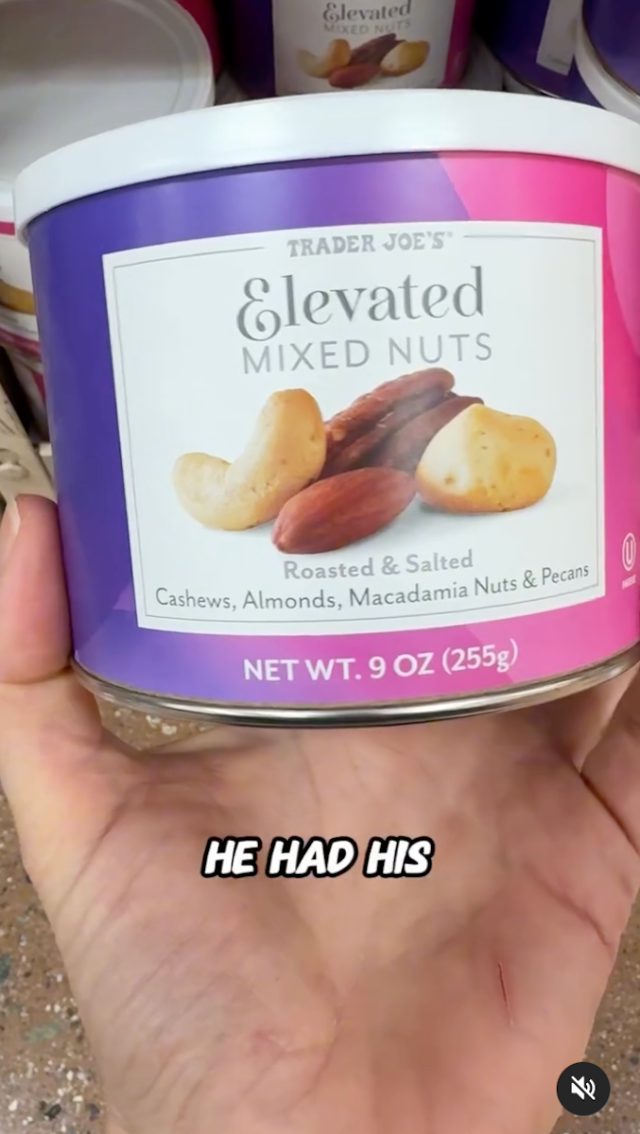 Elevated
MIXED NUTS
TRADER JOE'S
Elevated
MIXED NUTS
Roasted & Salted
Cashews, Almonds, Macadamia Nuts & Pecans
NET WT. 9 OZ (255g)
U
HE HAD HIS